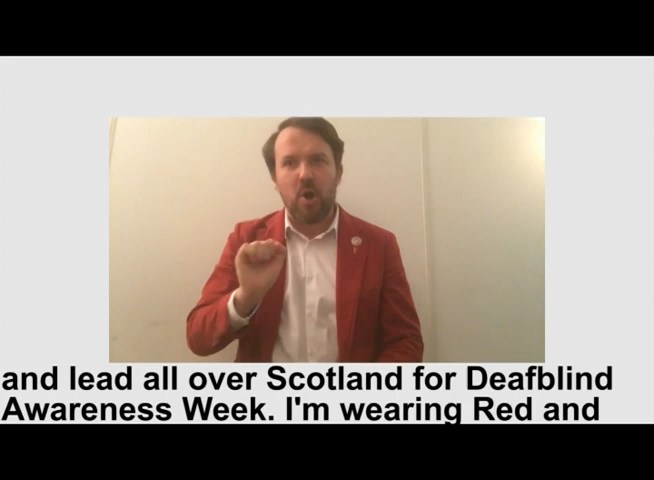 and lead all over Scotland for Deafblind
Awareness Week. I'm wearing Red and